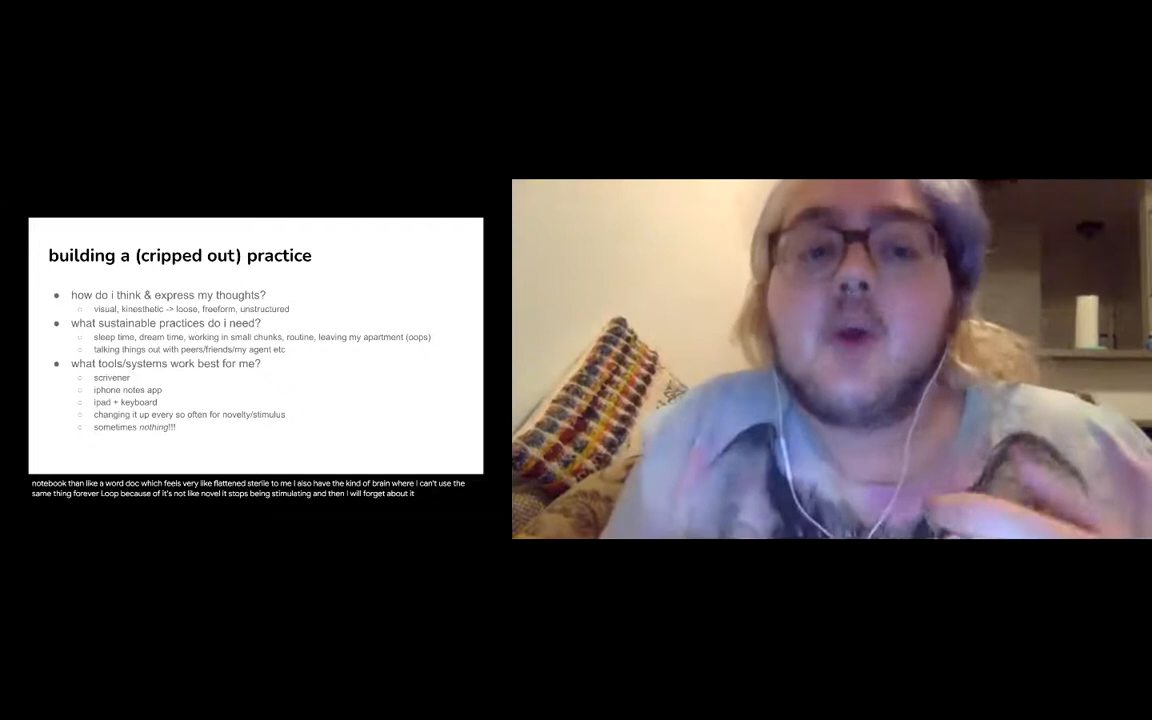 building a (cripped out) practice
● how do i think & express my thoughts?
○ visual, kinesthetic -> loose, freeform, unstructured
● what sustainable practices do i need?
○ sleep time, dream time, working in small chunks, routine, leaving my apartment (oops)
○ talking things out with peers/friends/my agent etc
● what tools/systems work best for me?
○ scrivener
○ iphone notes app
○ ipad + keyboard
○ changing it up every so often for novelty/stimulus
○ sometimes nothing!!!
notebook than like a word doc which feels very like flattened sterile to me I also have the kind of brain where I can't use the
same thing forever Loop because of it's not like novel it stops being stimulating and then I will forget about it